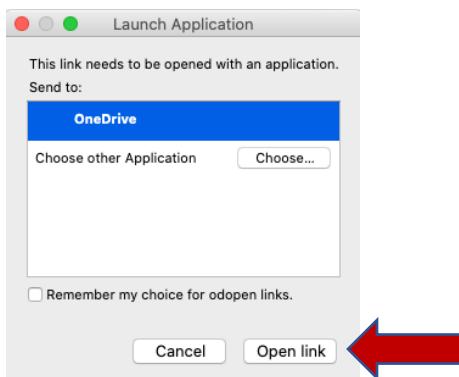 Launch Application
This link needs to be opened with an application.
Send to:
OneDrive
Choose other Application Choose...
Remember my choice for odopen links.
Cancel Open link